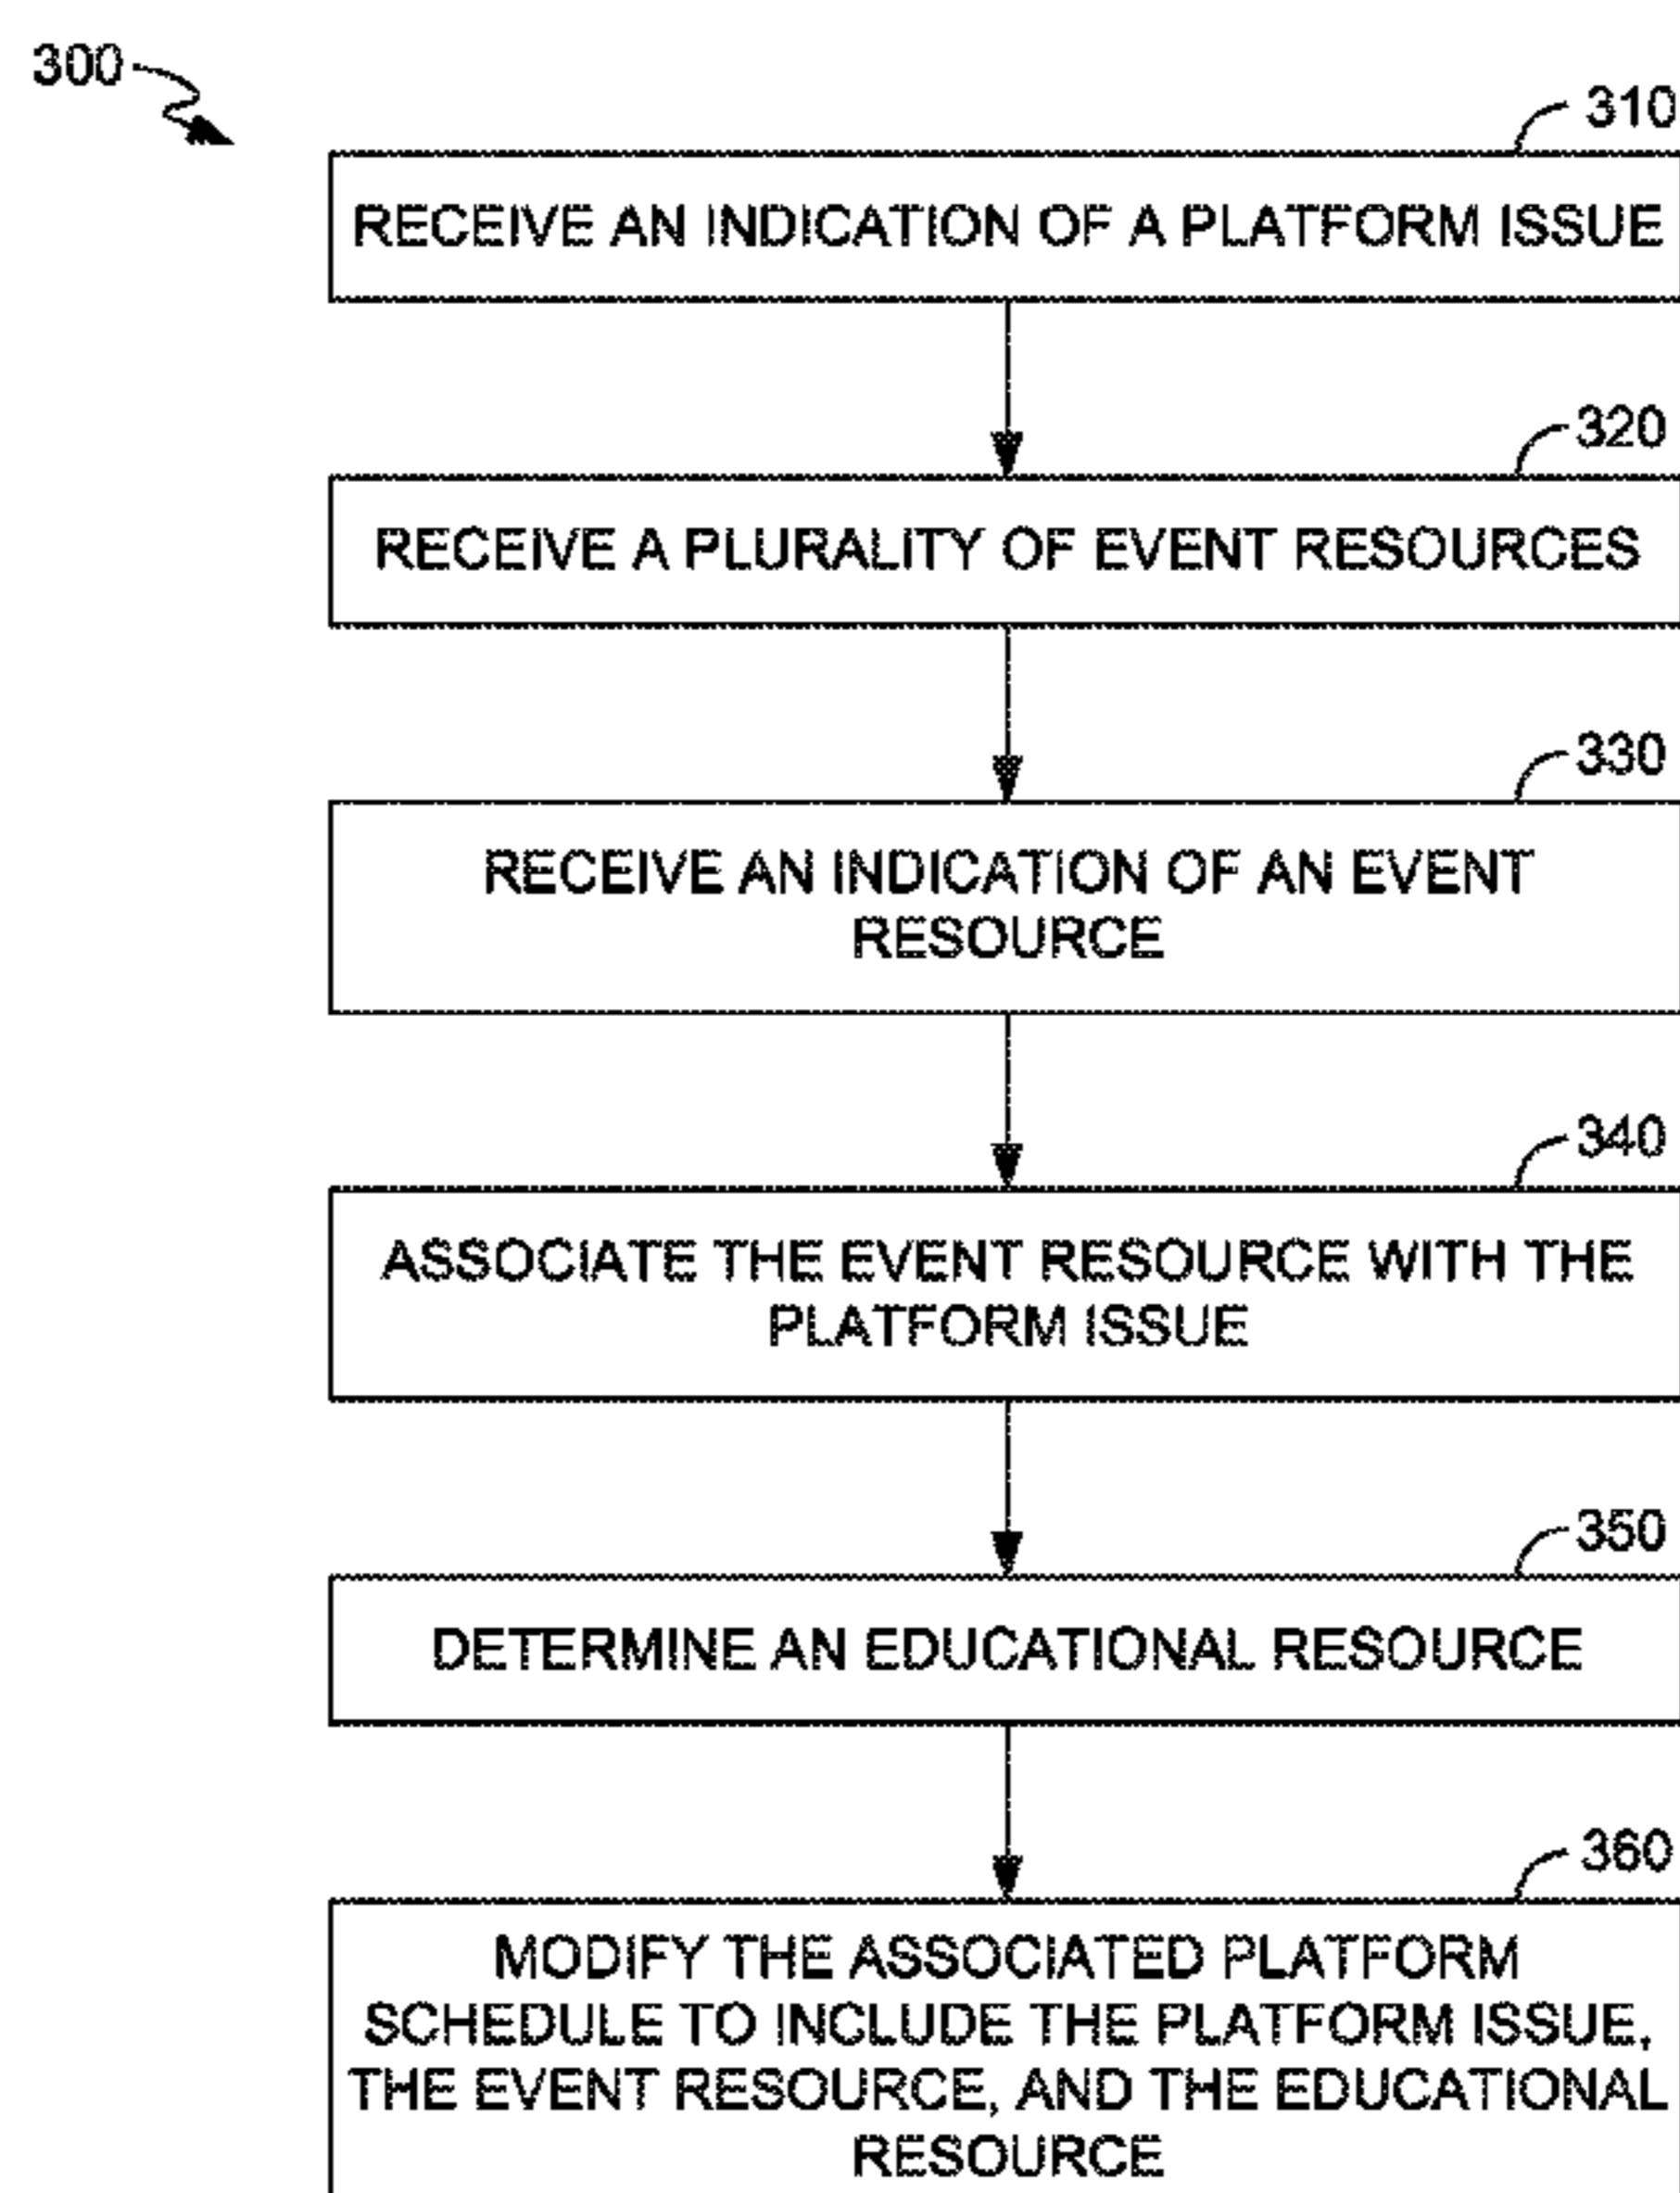 300
310
RECEIVE AN INDICATION OF A PLATFORM ISSUE
320
RECEIVE A PLURALITY OF EVENT RESOURCES
330
RECEIVE AN INDICATION OF AN EVENT
RESOURCE
340
ASSOCIATE THE EVENT RESOURCE WITH THE
PLATFORM ISSUE
350
DETERMINE AN EDUCATIONAL RESOURCE
360
MODIFY THE ASSOCIATED PLATFORM
SCHEDULE TO INCLUDE THE PLATFORM ISSUE,
THE EVENT RESOURCE, AND THE EDUCATIONAL
RESOURCE